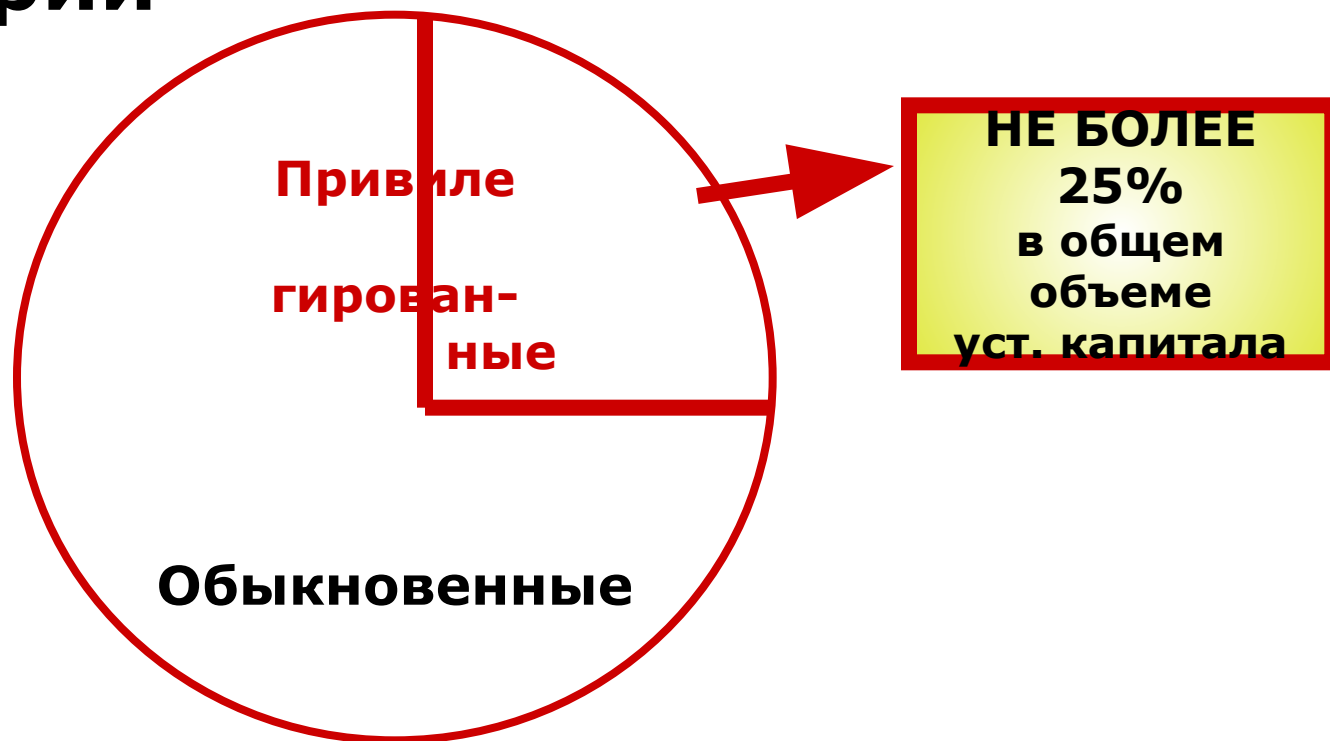 Привиле
гирован-
ные
Обыкновенные
НЕ БОЛЕЕ
25%
в общем
объеме
уст. капитала